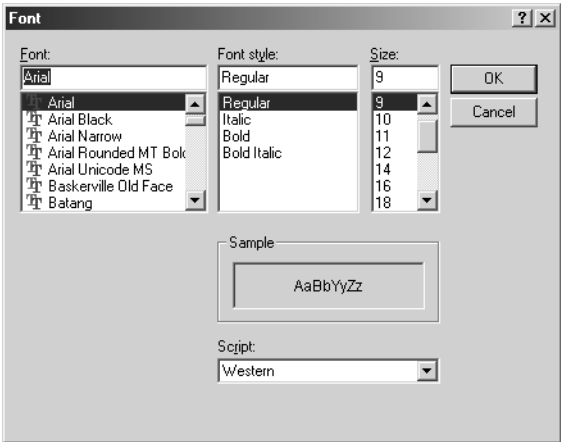 Font
Font: Font style: Size:
Arial Regular 9 OK
Arial Regular 9 Cancel
Arial Black Italic 10
Arial Narrow Bold 11
Arial Rounded MT Bold Bold Italic 12
Arial Unicode MS 14
Baskerville Old Face 16
Batang 18
Sample
AaBbYyZz
Script:
Western